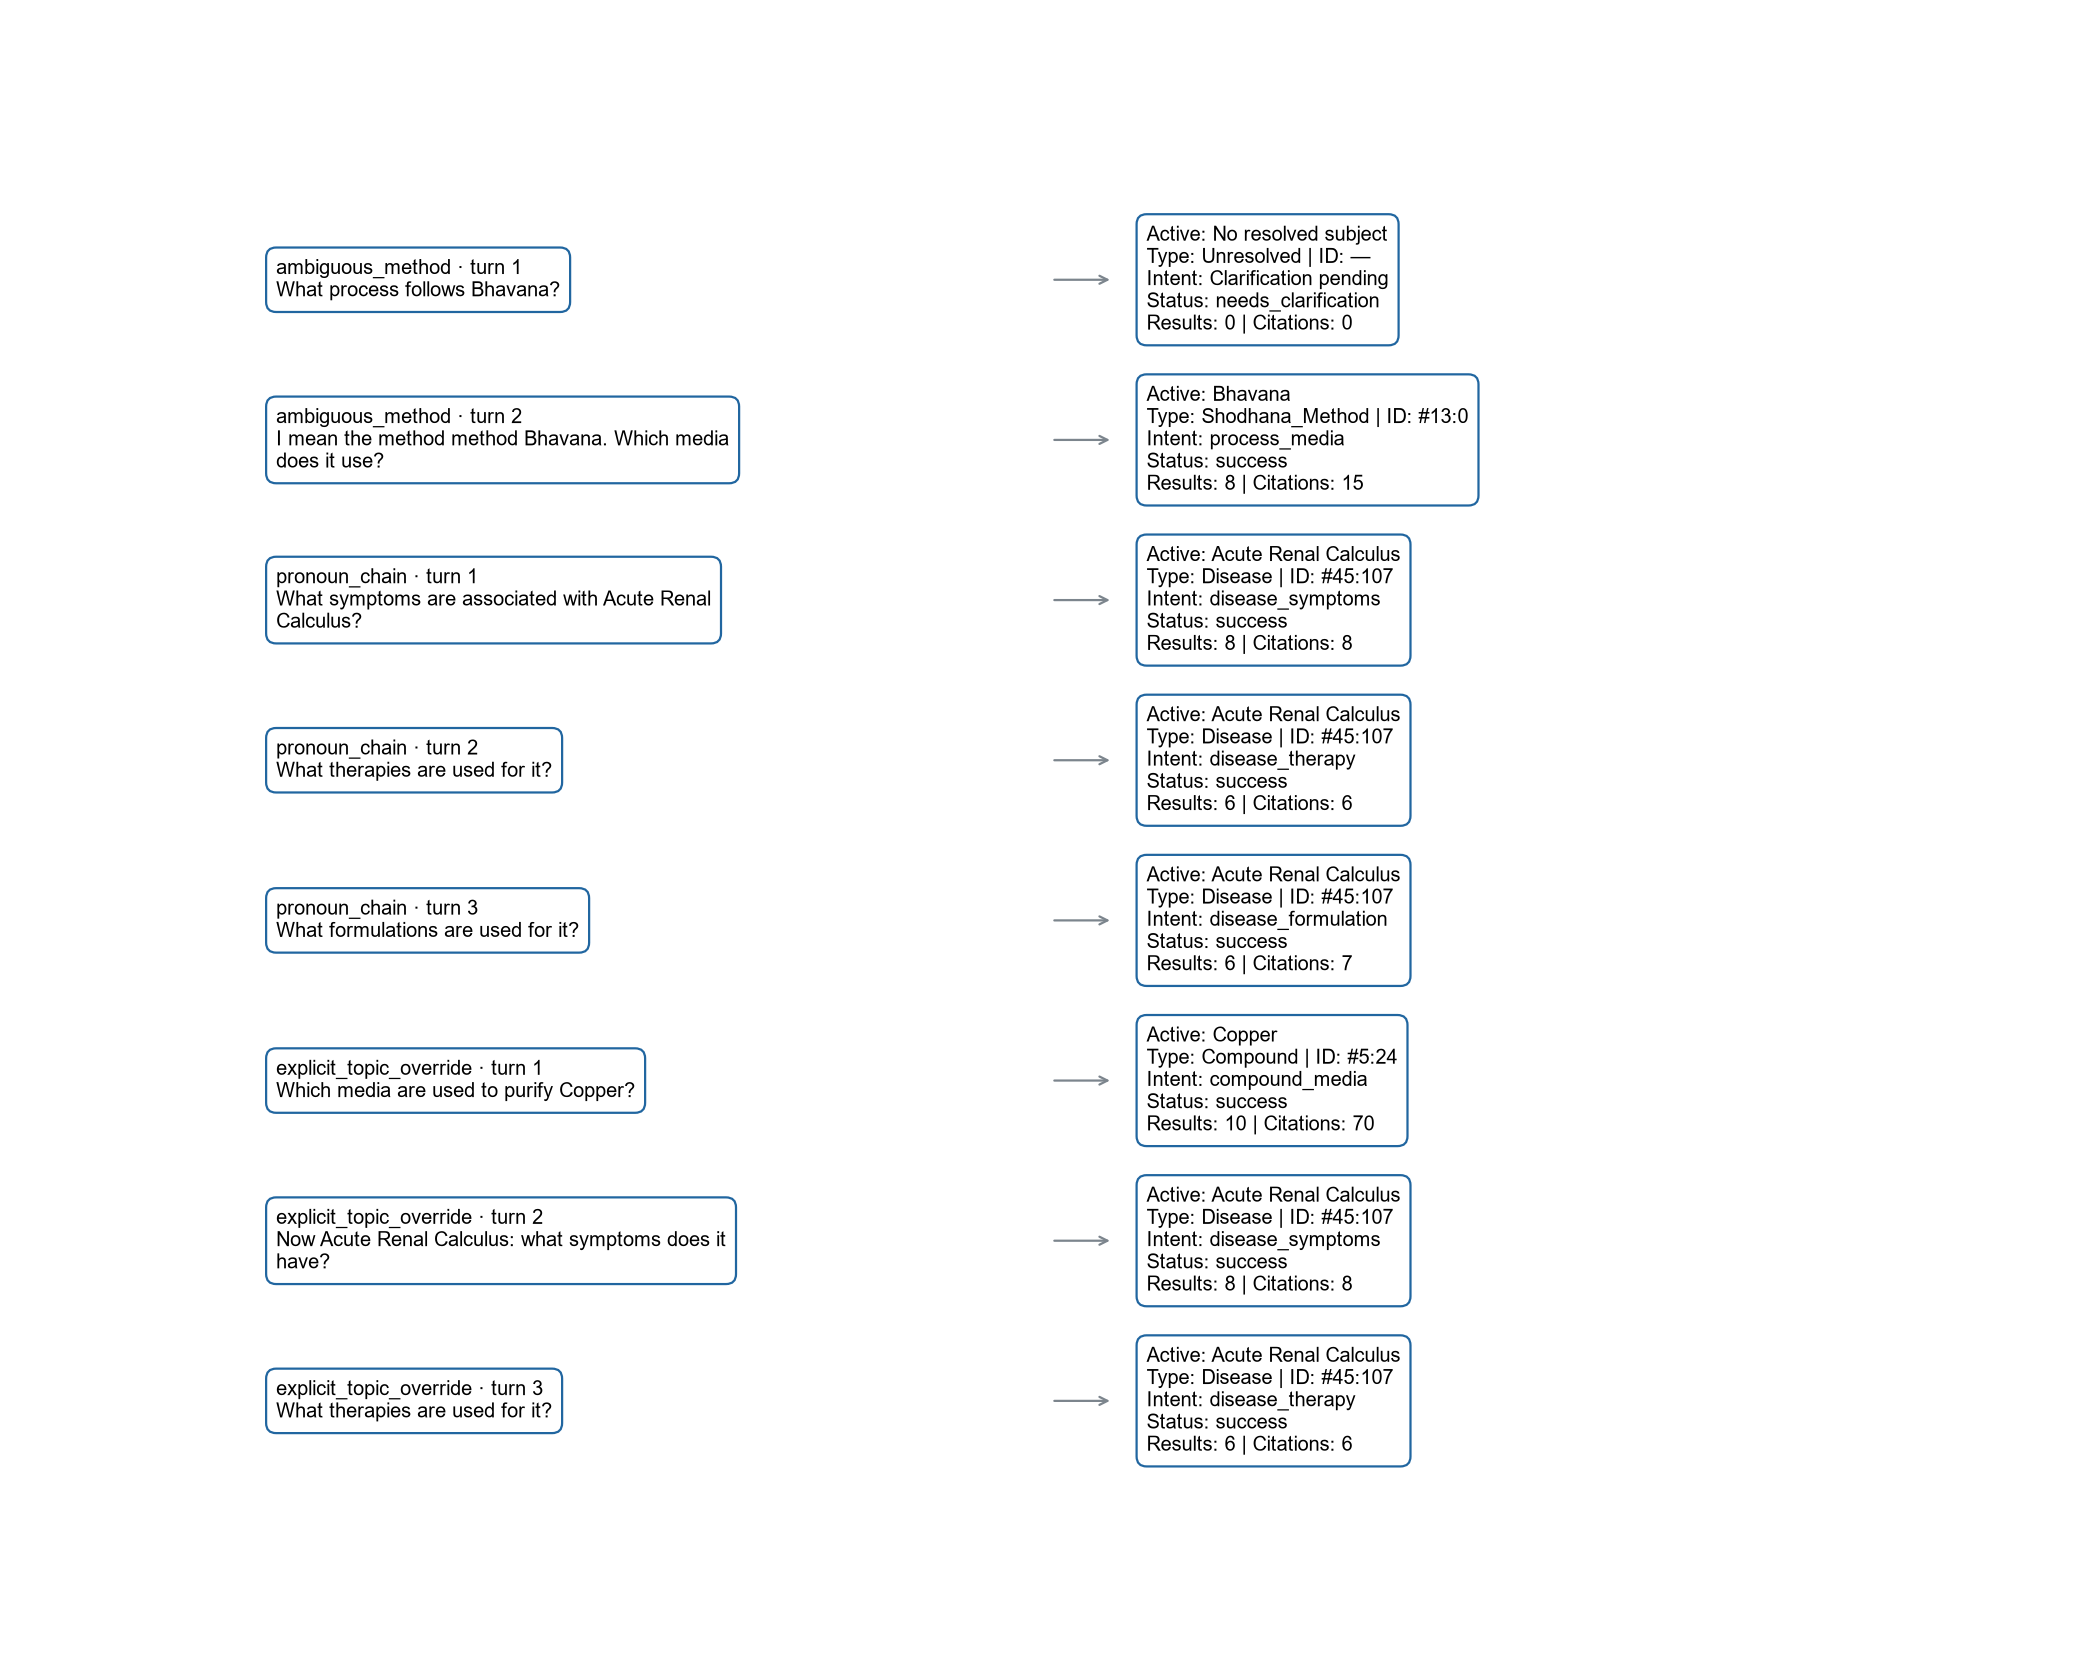 ambiguous_method · turn 1
What process follows Bhavana?
Active: No resolved subject
Type: Unresolved | ID: —
Intent: Clarification pending
Status: needs_clarification
Results: 0 | Citations: 0
ambiguous_method · turn 2
I mean the method method Bhavana. Which media
does it use?
Active: Bhavana
Type: Shodhana_Method | ID: #13:0
Intent: process_media
Status: success
Results: 8 | Citations: 15
pronoun_chain · turn 1
What symptoms are associated with Acute Renal
Calculus?
Active: Acute Renal Calculus
Type: Disease | ID: #45:107
Intent: disease_symptoms
Status: success
Results: 8 | Citations: 8
pronoun_chain · turn 2
What therapies are used for it?
Active: Acute Renal Calculus
Type: Disease | ID: #45:107
Intent: disease_therapy
Status: success
Results: 6 | Citations: 6
pronoun_chain · turn 3
What formulations are used for it?
Active: Acute Renal Calculus
Type: Disease | ID: #45:107
Intent: disease_formulation
Status: success
Results: 6 | Citations: 7
explicit_topic_override · turn 1
Which media are used to purify Copper?
Active: Copper
Type: Compound | ID: #5:24
Intent: compound_media
Status: success
Results: 10 | Citations: 70
explicit_topic_override · turn 2
Now Acute Renal Calculus: what symptoms does it
have?
Active: Acute Renal Calculus
Type: Disease | ID: #45:107
Intent: disease_symptoms
Status: success
Results: 8 | Citations: 8
explicit_topic_override · turn 3
What therapies are used for it?
Active: Acute Renal Calculus
Type: Disease | ID: #45:107
Intent: disease_therapy
Status: success
Results: 6 | Citations: 6